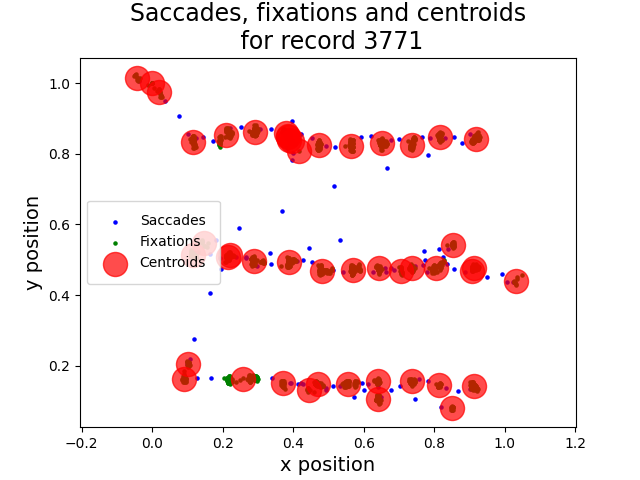 Saccades, fixations and centroids
for record 3771
y position
1.0
0.8
0.6
0.4
0.2
Saccades
Fixations
Centroids
−0.2 0.0 0.2 0.4 0.6 0.8 1.0 1.2
x position